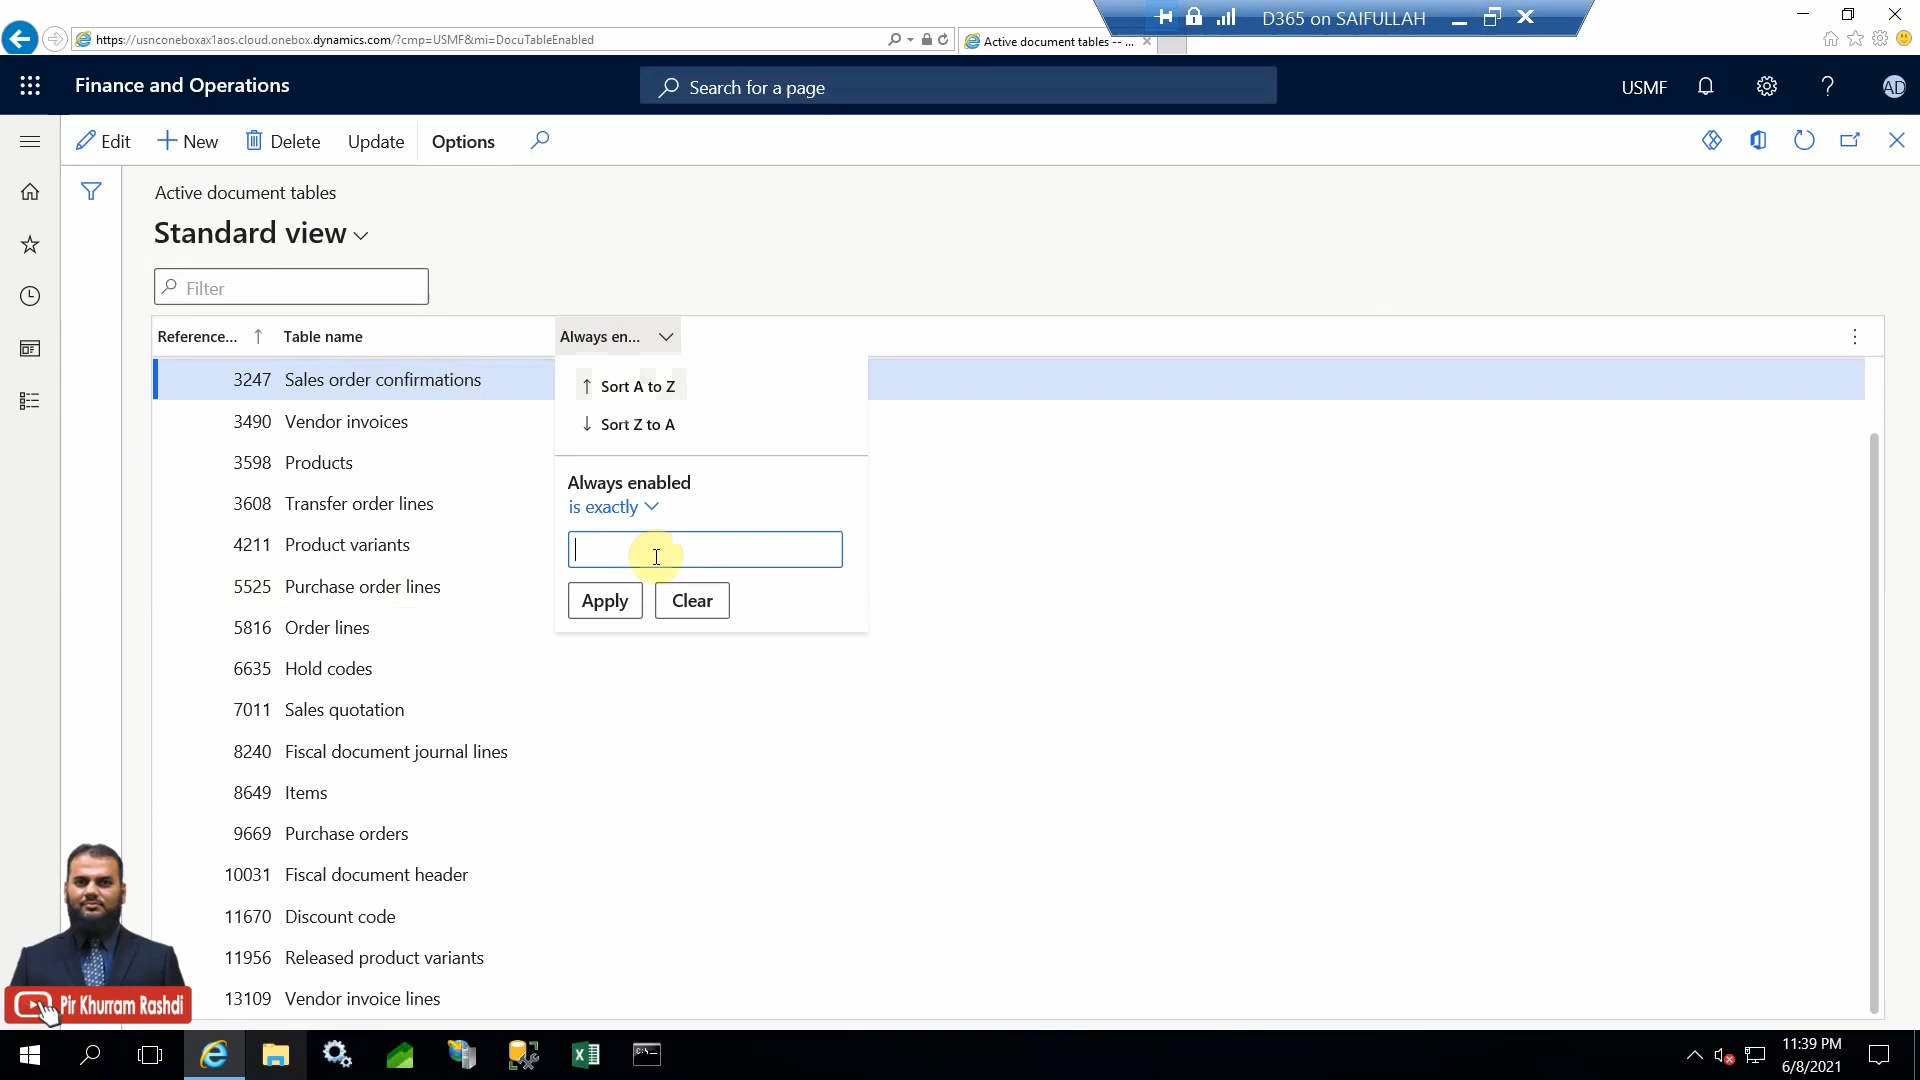 D365 on SAIFULLAH
https://usnconeboxax1aos.cloud.onebox.dynamics.com/?cmp=USMF&mi=DocuTableEnabled
Active document tables -- ...
Finance and Operations
Search for a page
USMF
AD
Edit
New
Delete
Update
Options
Active document tables
Standard view
Filter
Reference... Table name Always en...
3247 Sales order confirmations
3490 Vendor invoices
3598 Products
3608 Transfer order lines
4211 Product variants
5525 Purchase order lines
5816 Order lines
6635 Hold codes
7011 Sales quotation
8240 Fiscal document journal lines
8649 Items
9669 Purchase orders
10031 Fiscal document header
11670 Discount code
11956 Released product variants
13109 Vendor invoice lines
Sort A to Z
Sort Z to A
Always enabled
is exactly
Apply
Clear
Pir Khurram Rashdi
11:39 PM
6/8/2021